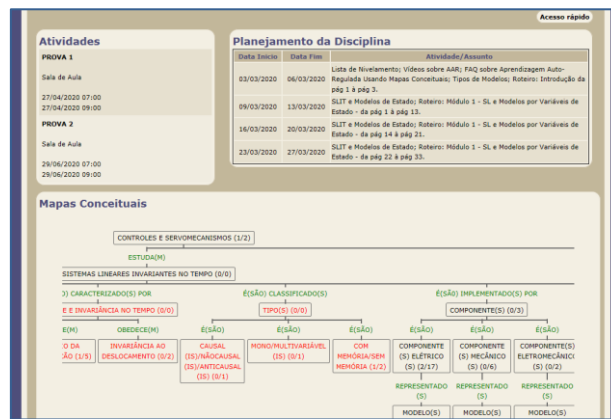 Acesso rápido
Atividades
PROVA 1
Sala de Aula
27/04/2020 07:00
27/04/2020 09:00
PROVA 2
Sala de Aula
29/06/2020 07:00
29/06/2020 09:00
Planejamento da Disciplina
Data Inicio Data Fim Atividade/Assunto
03/03/2020 06/03/2020 Lista de Nivelamento; Vídeos sobre AAR; FAQ sobre Aprendizagem Auto-
Regulada Usando Mapas Conceituais; Tipos de Modelos; Roteiro: Introdução da
pág 1 à pág 3.
09/03/2020 13/03/2020 SLIT e Modelos de Estado; Roteiro: Módulo 1 - SL e Modelos por Variáveis de
Estado - da pág 1 à pág 13.
16/03/2020 20/03/2020 SLIT e Modelos de Estado; Roteiro: Módulo 1 - SL e Modelos por Variáveis de
Estado - da pág 14 à pág 21.
23/03/2020 27/03/2020 SLIT e Modelos de Estado; Roteiro: Módulo 1 - SL e Modelos por Variáveis de
Estado - da pág 22 à pág 33.
Mapas Conceituais
CONTROLES E SERVOMECANISMOS (1/2)
ESTUDA(M)
SISTEMAS LINEARES INVARIANTES NO TEMPO (0/0)
) CARACTERIZADO(S) POR É(SÃO) CLASSIFICADO(S) É(SÃO) IMPLEMENTADO(S) POR
E E INVARIÂNCIA NO TEMPO (0/0) TIPO(S) (0/0) COMPONENTE(S) (0/3)
E(M) OBEDECE(M) É(SÃO) É(SÃO) É(SÃO) É(SÃO) É(SÃO) É(SÃO)
O DA
ÃO (1/5)
INVARIÂNCIA AO
DESLOCAMENTO (0/2)
CAUSAL
(IS)/NÃOCAUSAL
(IS)/ANTICAUSAL
(IS) (0/1)
MONO/MULTIVARIÁVEL
(IS) (0/1)
COM
MEMÓRIA/SEM
MEMÓRIA (1/2)
COMPONENTE
(S) ELÉTRICO
(S) (2/17)
COMPONENTE
(S) MECÂNICO
(S) (0/6)
COMPONENTE(S)
ELETROMECÂNICO
(S) (0/2)
REPRESENTADO
(S)
REPRESENTADO
(S)
REPRESENTADO
(S)
MODELO(S)
MODELO(S)
MODELO(S)